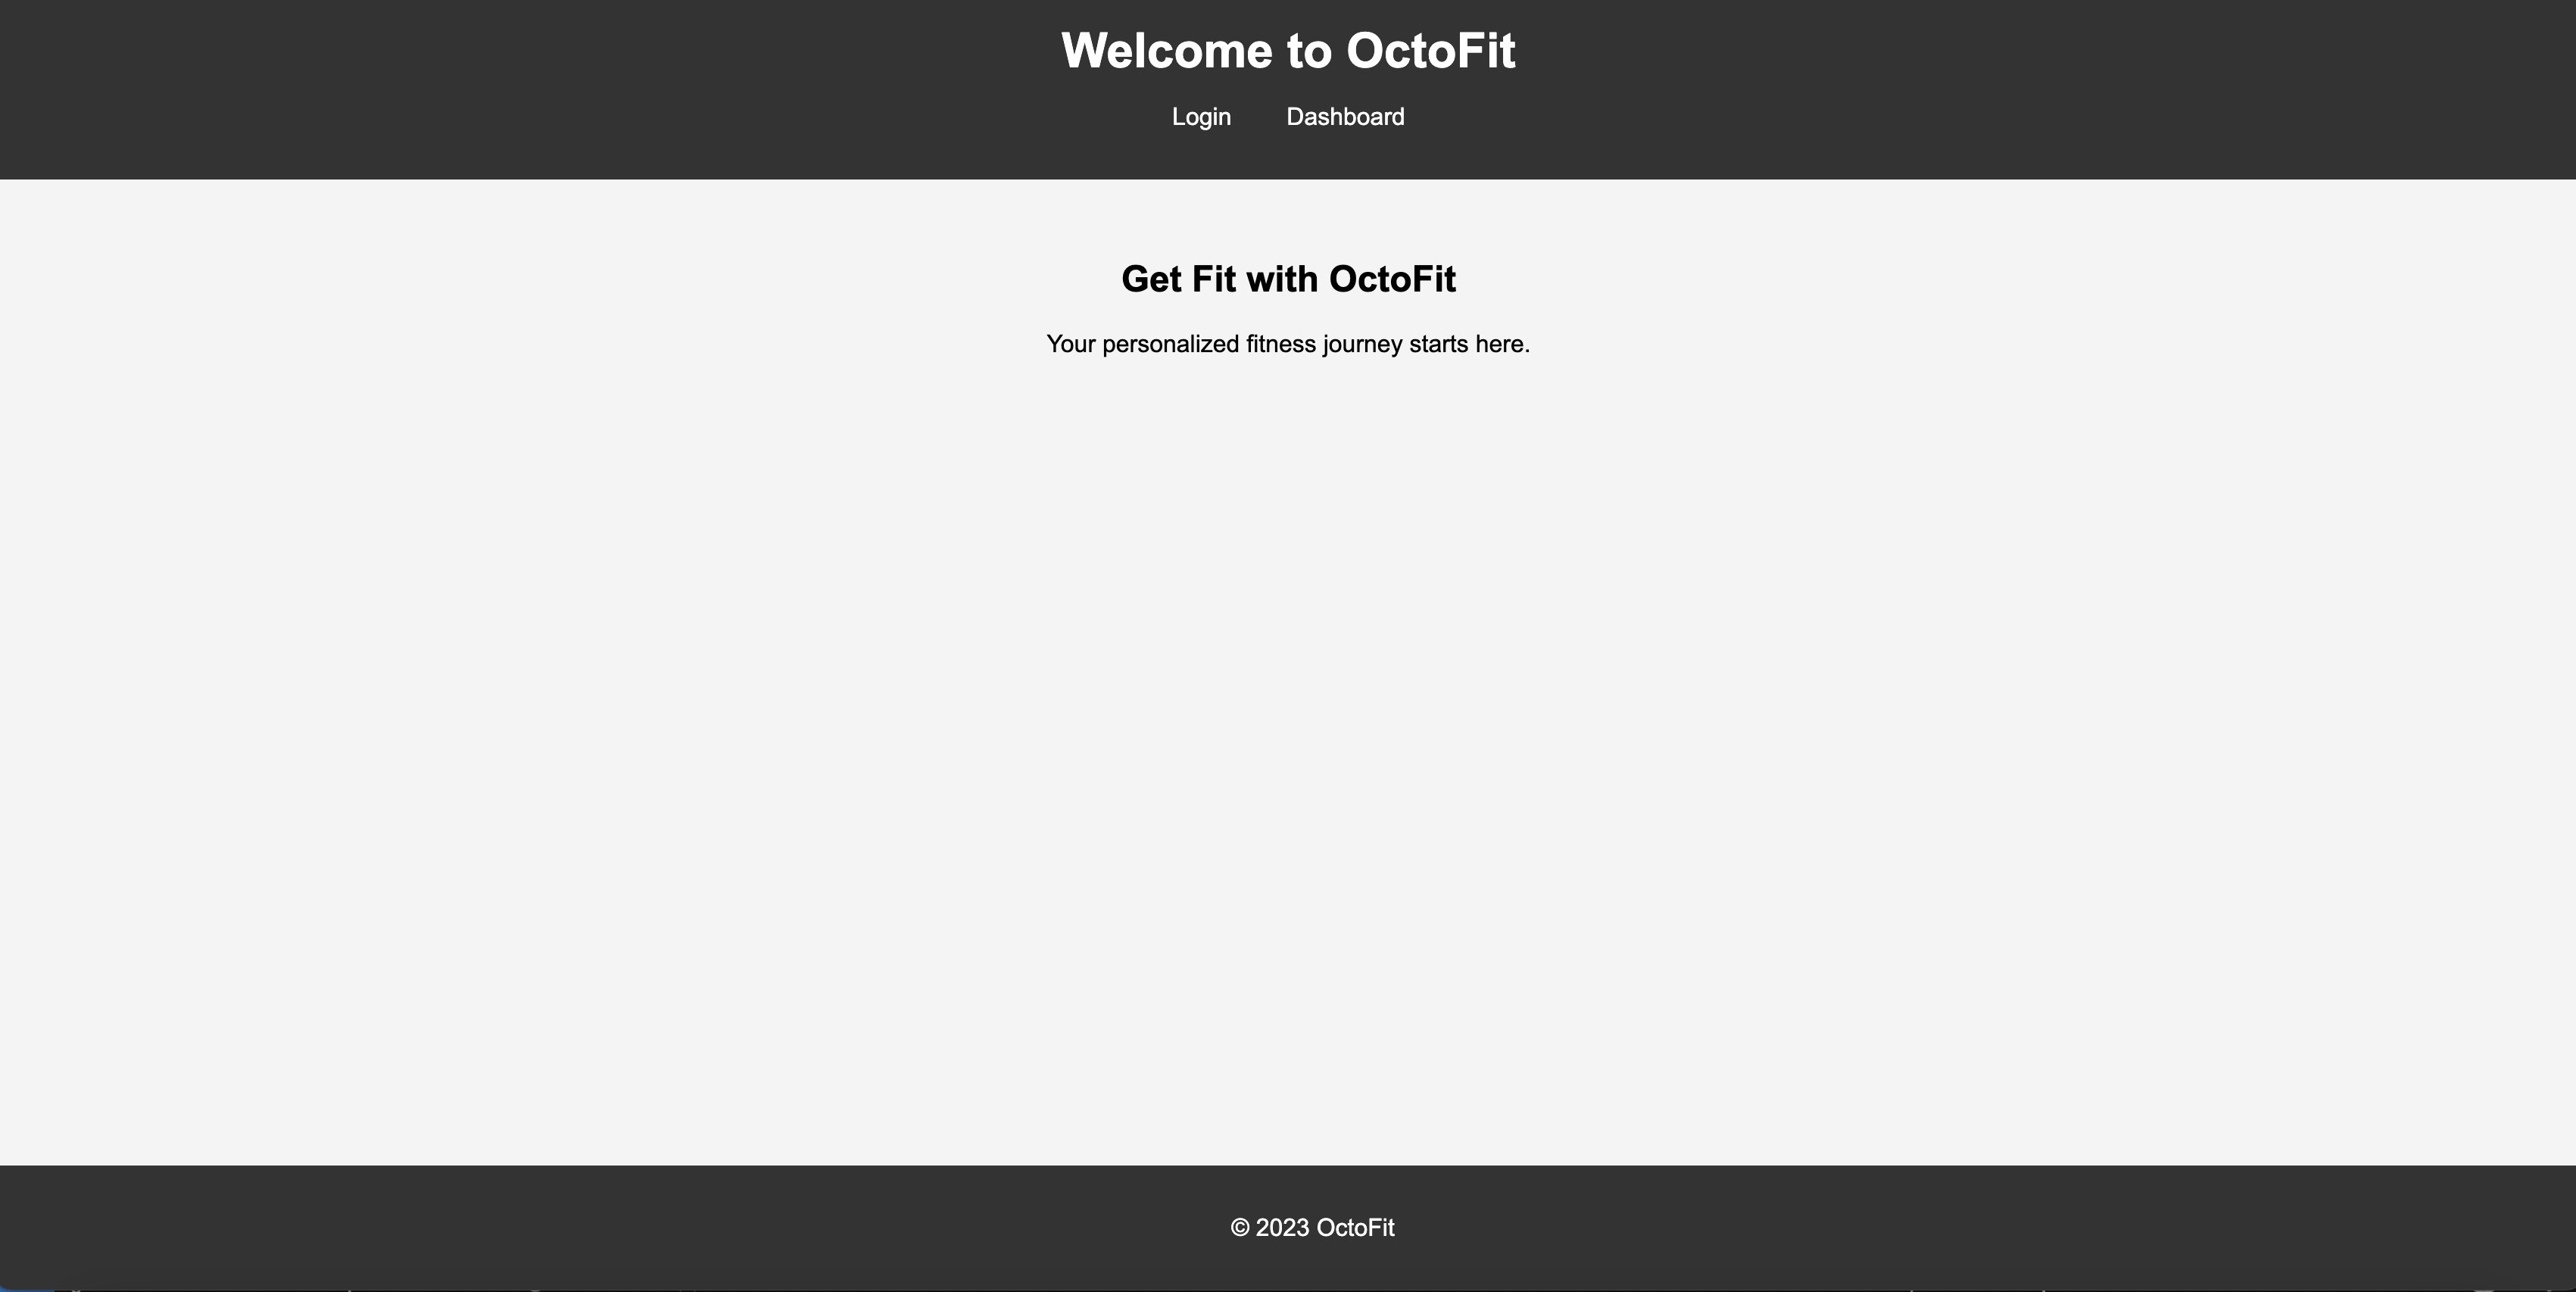 Welcome to OctoFit
Login Dashboard
Get Fit with OctoFit
Your personalized fitness journey starts here.
© 2023 OctoFit